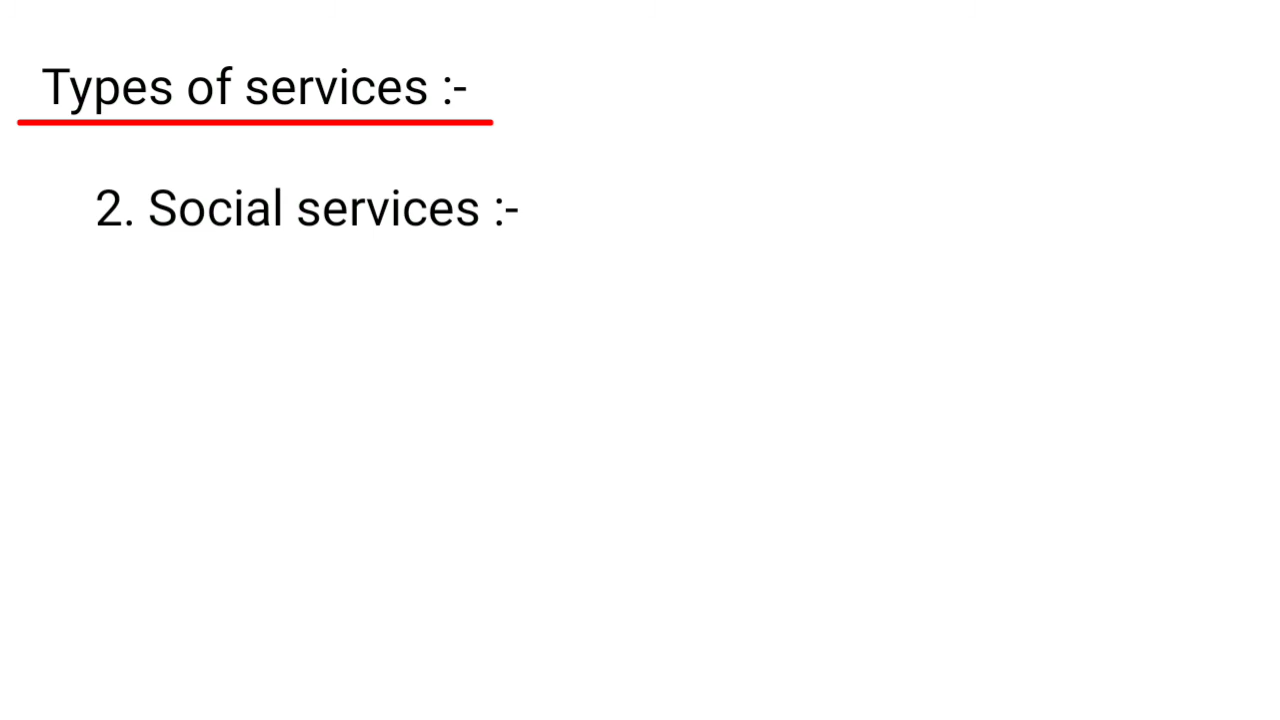 Types of services :-
2. Social services :-